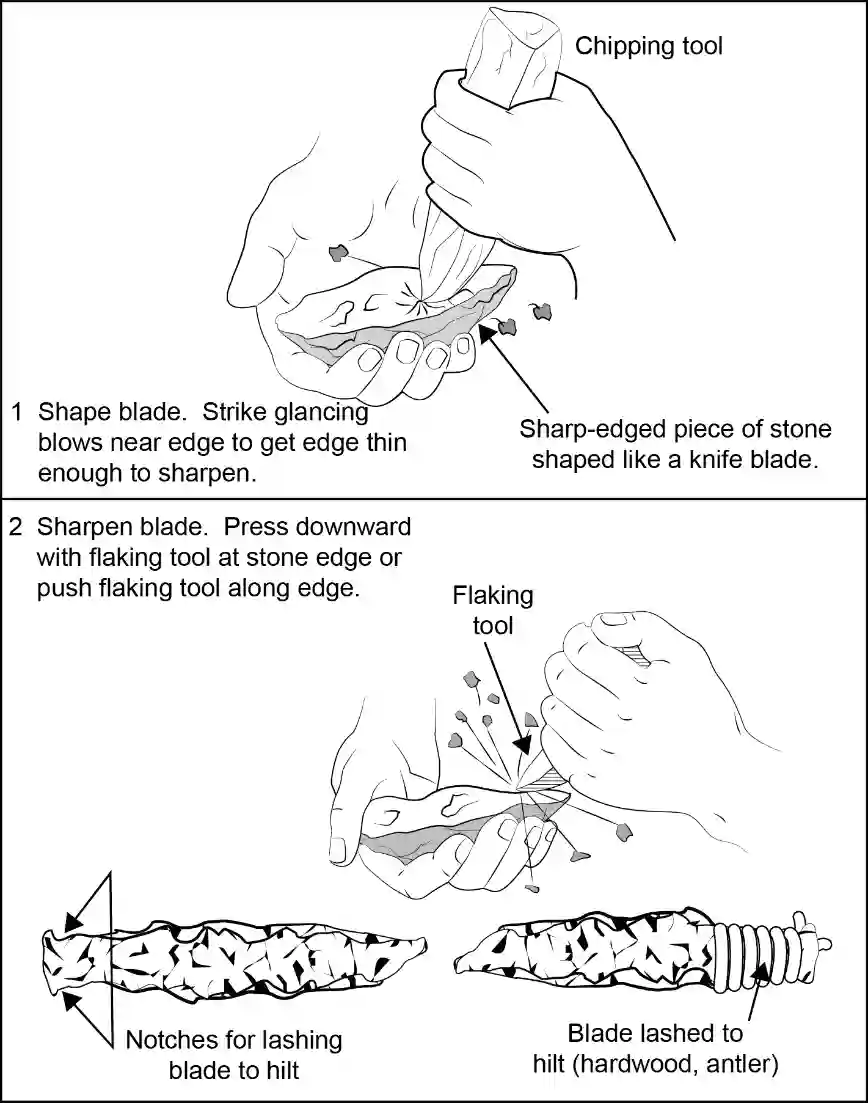 Chipping tool
1 Shape blade. Strike glancing
blows near edge to get edge thin
enough to sharpen.
Sharp-edged piece of stone
shaped like a knife blade.
2 Sharpen blade. Press downward
with flaking tool at stone edge or
push flaking tool along edge.
Flaking
tool
Notches for lashing
blade to hilt
Blade lashed to
hilt (hardwood, antler)